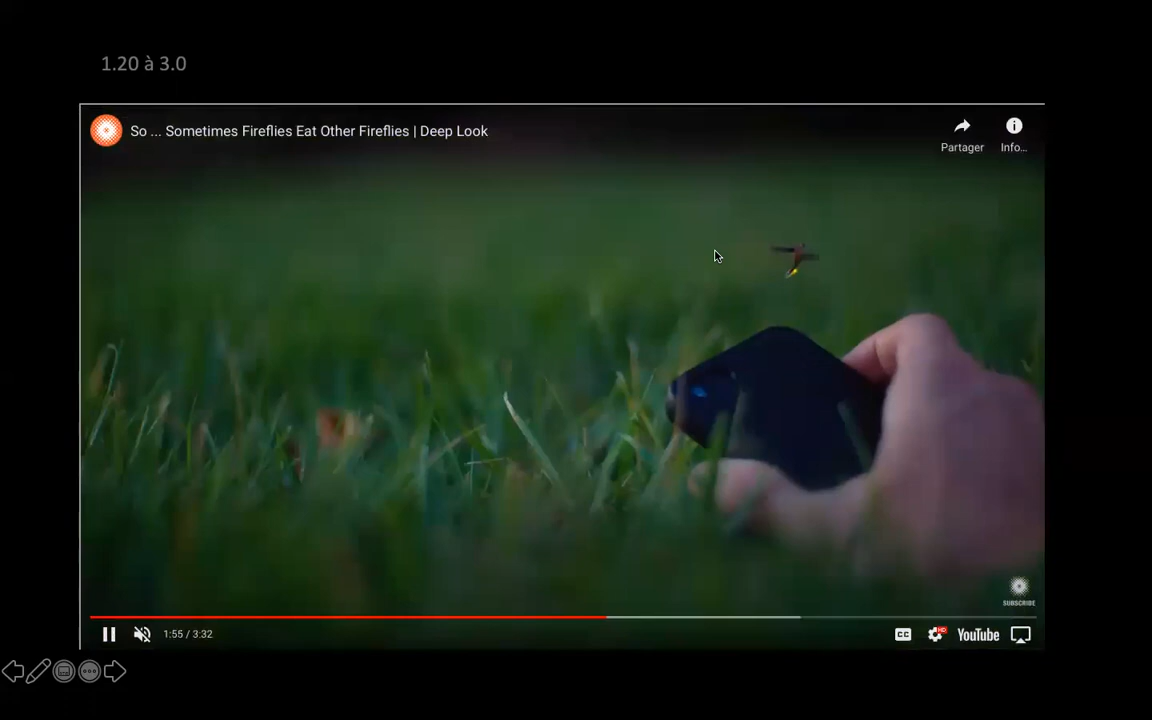 1.20 à 3.0
So ... Sometimes Fireflies Eat Other Fireflies | Deep Look
Partager
Info...
SUBSCRIBE
1:55 / 3:32
CC
HD
YouTube